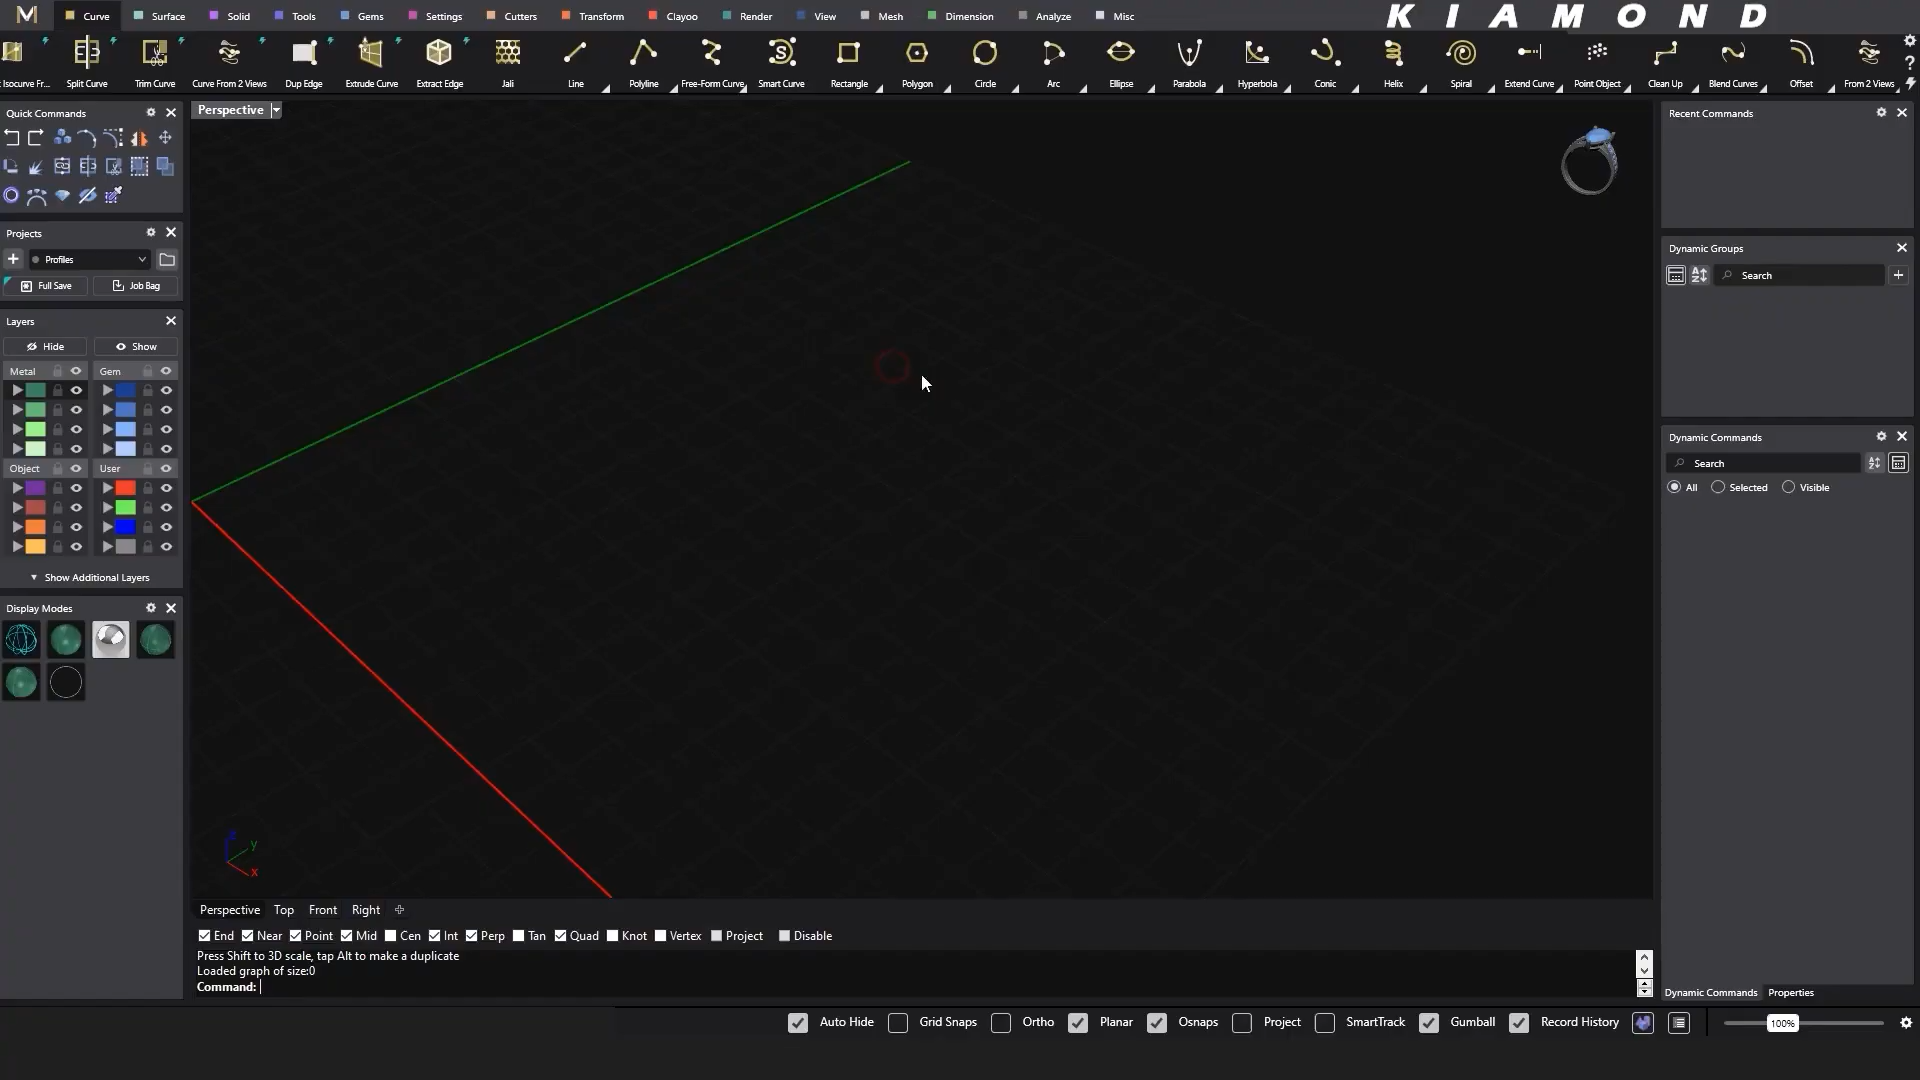 M Curve Surface Solid Tools Gems Settings Cutters Transform Clayoo Render View Mesh Dimension Analyze Misc KIAMOND
Isocurve Fr... Split Curve Trim Curve Curve From 2 Views Dup Edge Extrude Curve Extract Edge Jali Line Polyline Free-Form Curve Smart Curve Rectangle Polygon Circle Arc Ellipse Parabola Hyperbola Conic Helix Spiral Extend Curve Point Object Clean Up Blend Curves Offset From 2 Views
Quick Commands
Projects
Profiles
Full Save Job Bag
Layers
Hide Show
Metal Gem
Object User
Show Additional Layers
Display Modes
Perspective
z
y
x
Perspective Top Front Right
End Near Point Mid Cen Int Perp Tan Quad Knot Vertex Project Disable
Press Shift to 3D scale, tap Alt to make a duplicate
Loaded graph of size:0
Command:
Recent Commands
Dynamic Groups
Search
Dynamic Commands
Search
All Selected Visible
Dynamic Commands Properties
Auto Hide Grid Snaps Ortho Planar Osnaps Project SmartTrack Gumball Record History 100%